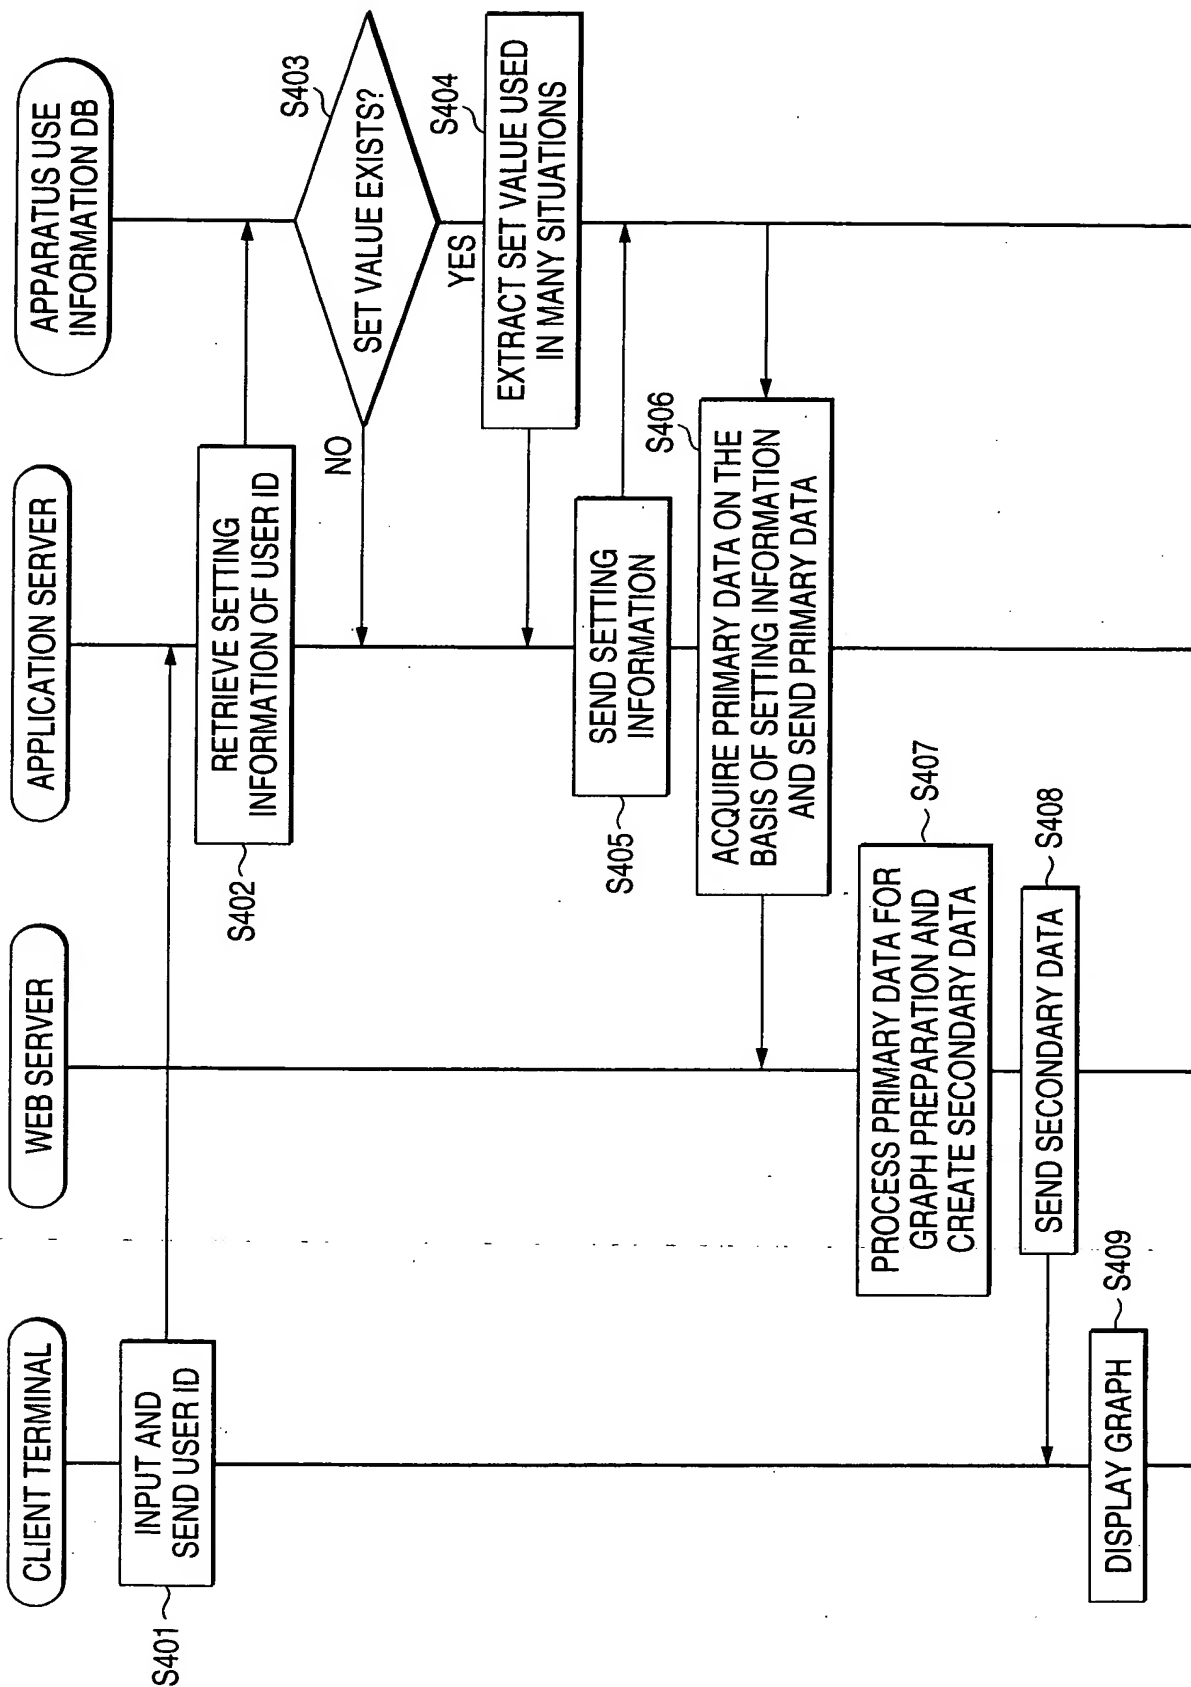 CLIENT TERMINAL
WEB SERVER
APPLICATION SERVER
APPARATUS USE
INFORMATION DB
S401
INPUT AND
SEND USER ID
S402
RETRIEVE SETTING
INFORMATION OF USER ID
S403
SET VALUE EXISTS?
NO
YES
S404
EXTRACT SET VALUE USED
IN MANY SITUATIONS
S405
SEND SETTING
INFORMATION
S406
ACQUIRE PRIMARY DATA ON THE
BASIS OF SETTING INFORMATION
AND SEND PRIMARY DATA
S407
PROCESS PRIMARY DATA FOR
GRAPH PREPARATION AND
CREATE SECONDARY DATA
S408
SEND SECONDARY DATA
S409
DISPLAY GRAPH